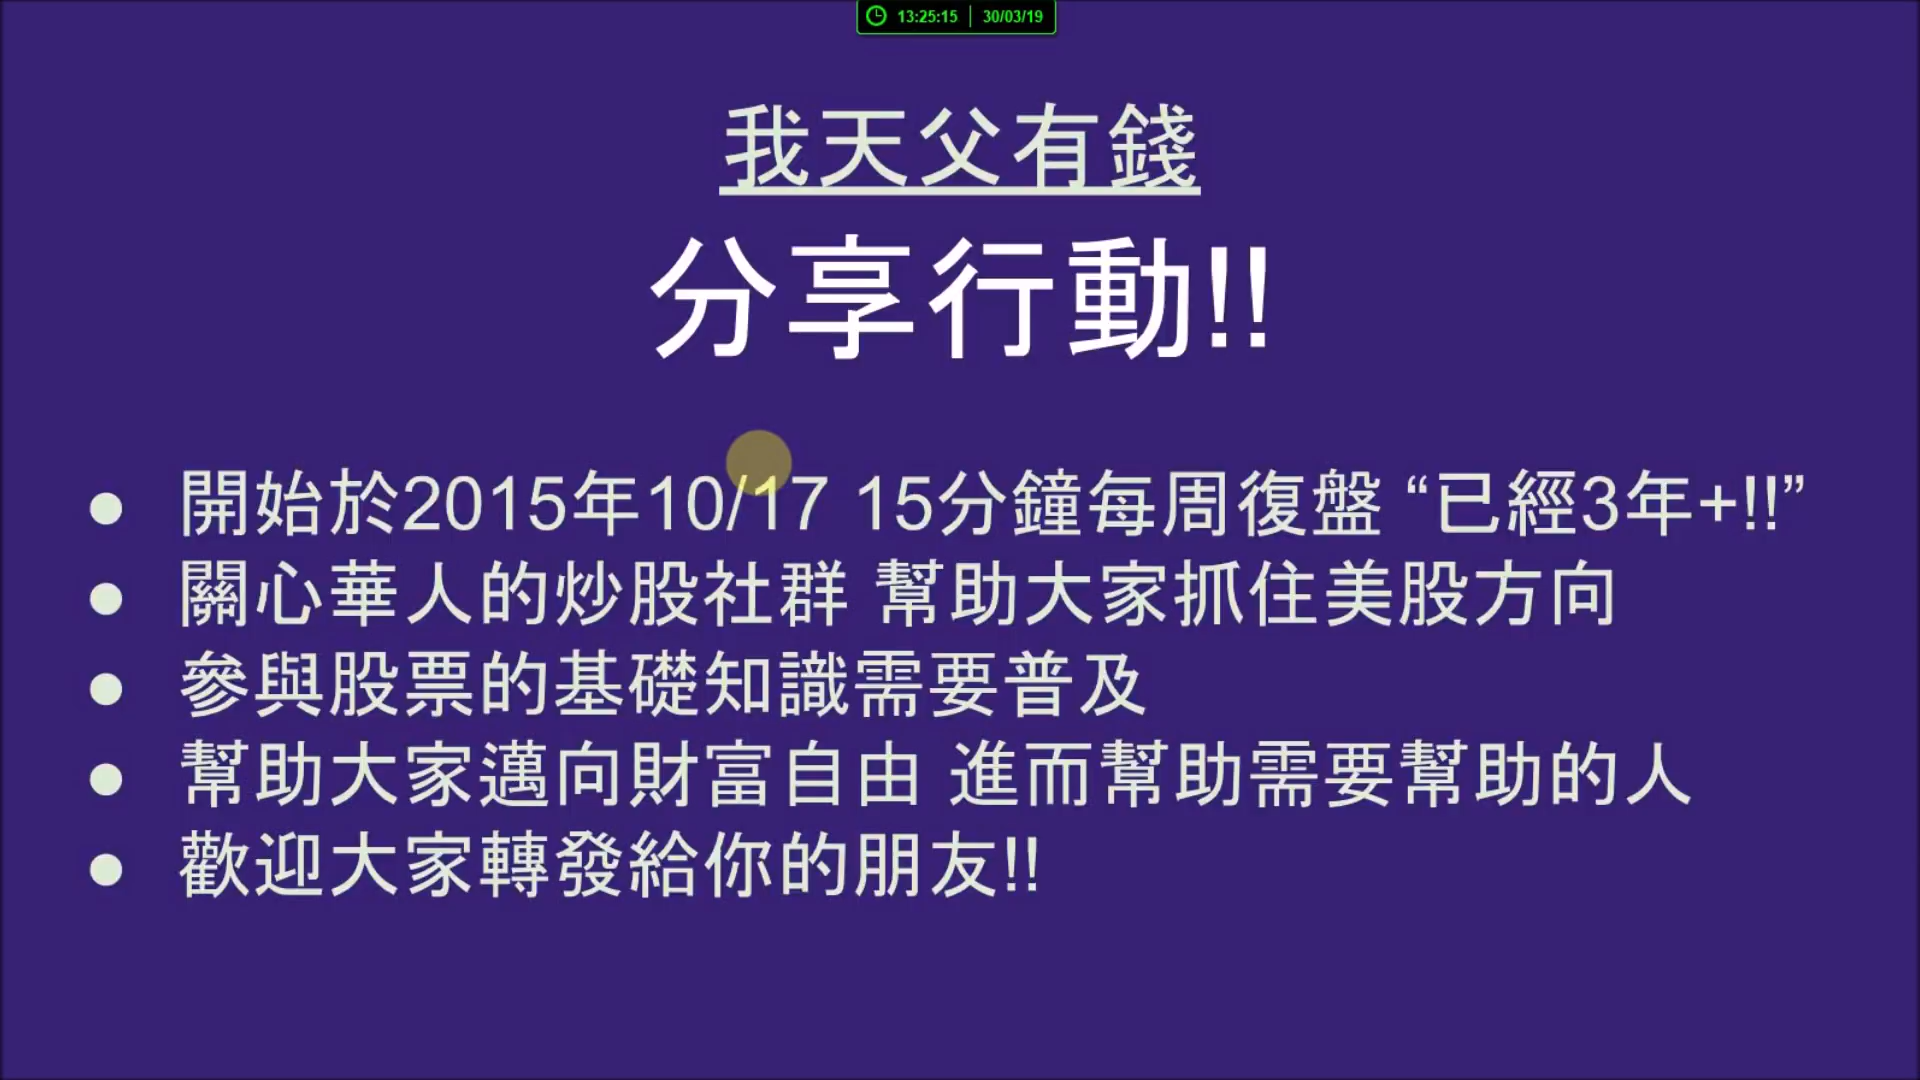 13:25:15 | 30/03/19
我天父有錢
分享行動!!
● 開始於2015年10/17 15分鐘每周復盤 “已經3年+!!”
● 關心華人的炒股社群 幫助大家抓住美股方向
● 參與股票的基礎知識需要普及
● 幫助大家邁向財富自由 進而幫助需要幫助的人
● 歡迎大家轉發給你的朋友!!